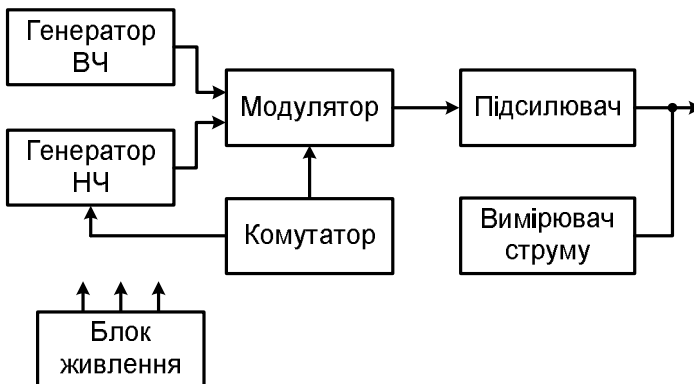 Генератор
ВЧ
Генератор
НЧ
Модулятор
Підсилювач
Комутатор
Вимірювач
струму
Блок
живлення